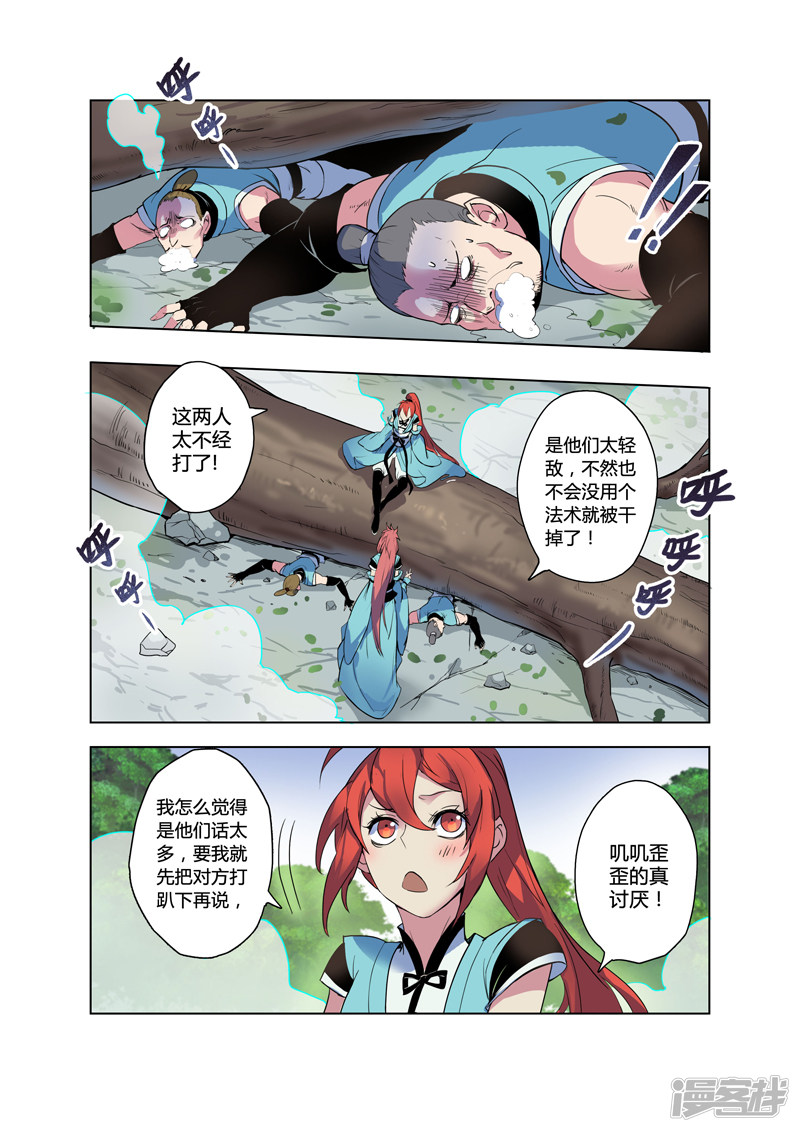 呼
呼
!!
这两人
太不经
打了！
是他们太轻
敌，不然也
不会没用个
法术就被干
掉了！
呼
呼
呼
呼
呼
我怎么觉得
是他们话太
多，要我就
先把对方打
趴下再说，
叽叽歪
歪的真
讨厌！
漫客栈